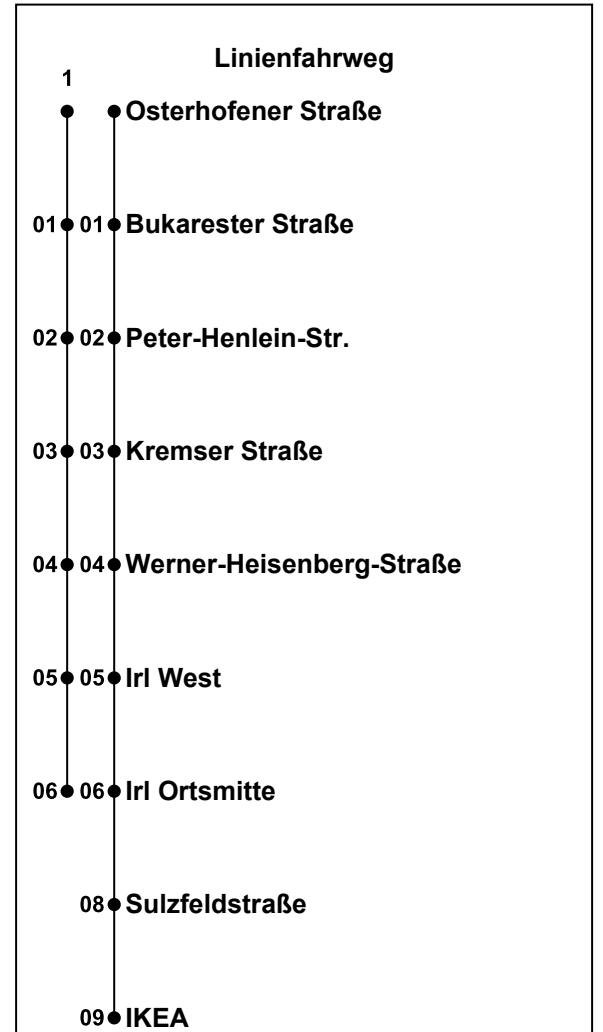 Linienfahrweg
1
Osterhofener Straße
01 01 Bukarester Straße
02 02 Peter-Henlein-Str.
03 03 Kremser Straße
04 04 Werner-Heisenberg-Straße
05 05 Irl West
06 06 Irl Ortsmitte
08 Sulzfeldstraße
09 IKEA